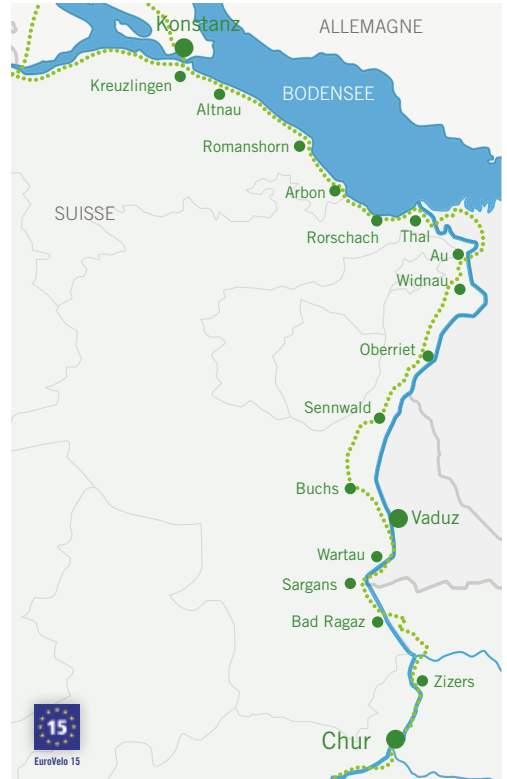 Konstanz
ALLEMAGNE
Kreuzlingen
BODENSEE
Altnau
Romanshorn
Arbon
SUISSE
Rorschach
Thal
Au
Widnau
Oberriet
Sennwald
Buchs
Vaduz
Wartau
Sargans
Bad Ragaz
Zizers
15
Chur
EuroVelo 15